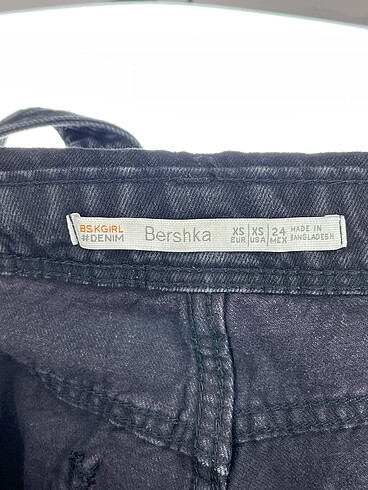 BSKGIRL
#DENIM
Bershka
XS EUR
XS USA
24 MEX
MADE IN
BANGLADESH